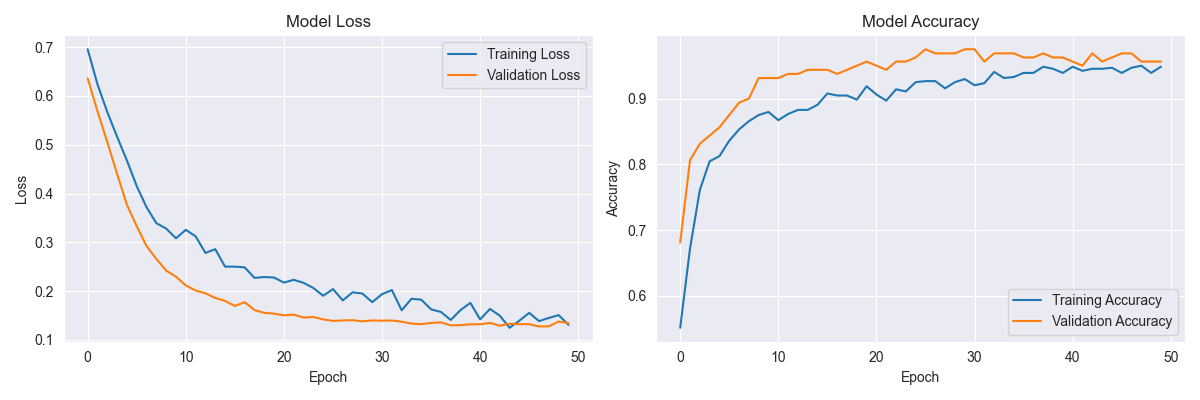 Model Loss
Loss
0.7
0.6
0.5
0.4
0.3
0.2
0.1
Training Loss
Validation Loss
0 10 20 30 40 50
Epoch
Model Accuracy
Accuracy
0.9
0.8
0.7
0.6
Training Accuracy
Validation Accuracy
0 10 20 30 40 50
Epoch